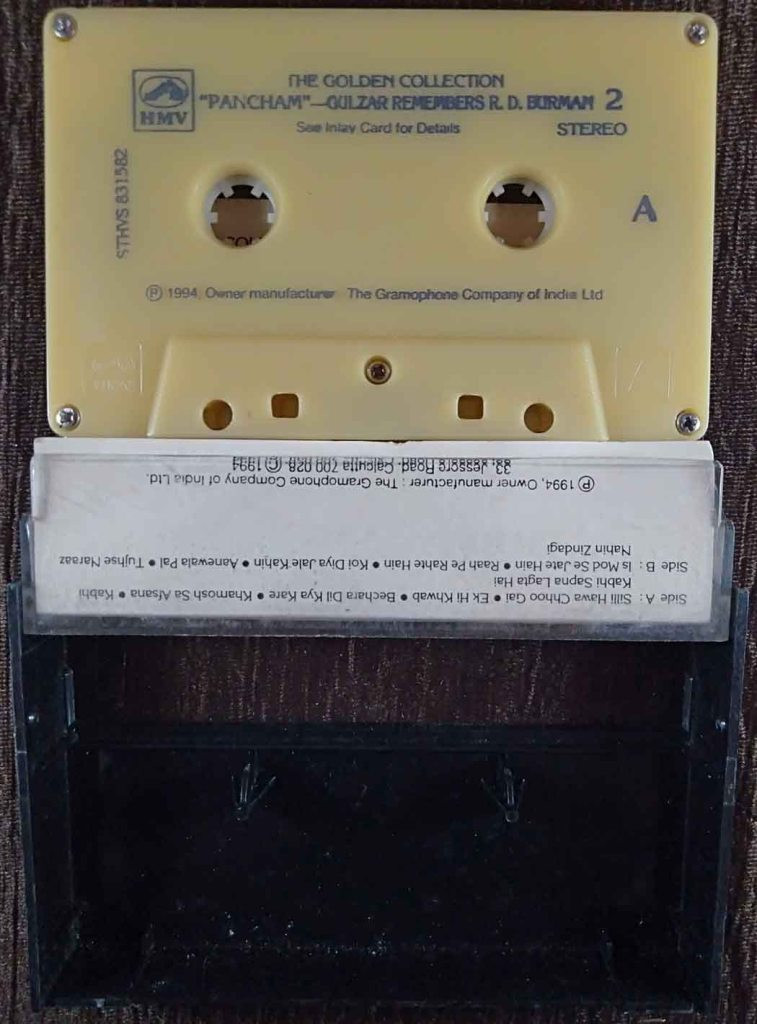 THE GOLDEN COLLECTION
"PANCHAM"—GULZAR REMEMBERS R. D. BURMAN 2
HMV
See Inlay Card for Details STEREO
STHVS 831582
A
℗ 1994, Owner manufacturer The Gramophone Company of India Ltd
Side A : Silli Hawa Chhoo Gai • Ek Hi Khwab • Bechara Dil Kya Kare • Khamosh Sa Afsana • Kabhi
Kabhi Sapna Lagta Hai
Side B : Is Mod Se Jate Hain • Raah Pe Rahte Hain • Koi Diya Jale Kahin • Aanewala Pal • Tujhse Naraaz
Nahin Zindagi
℗ 1994, Owner manufacturer : The Gramophone Company of India Ltd.
33, Jessore Road, Calcutta 700 028 © 1994